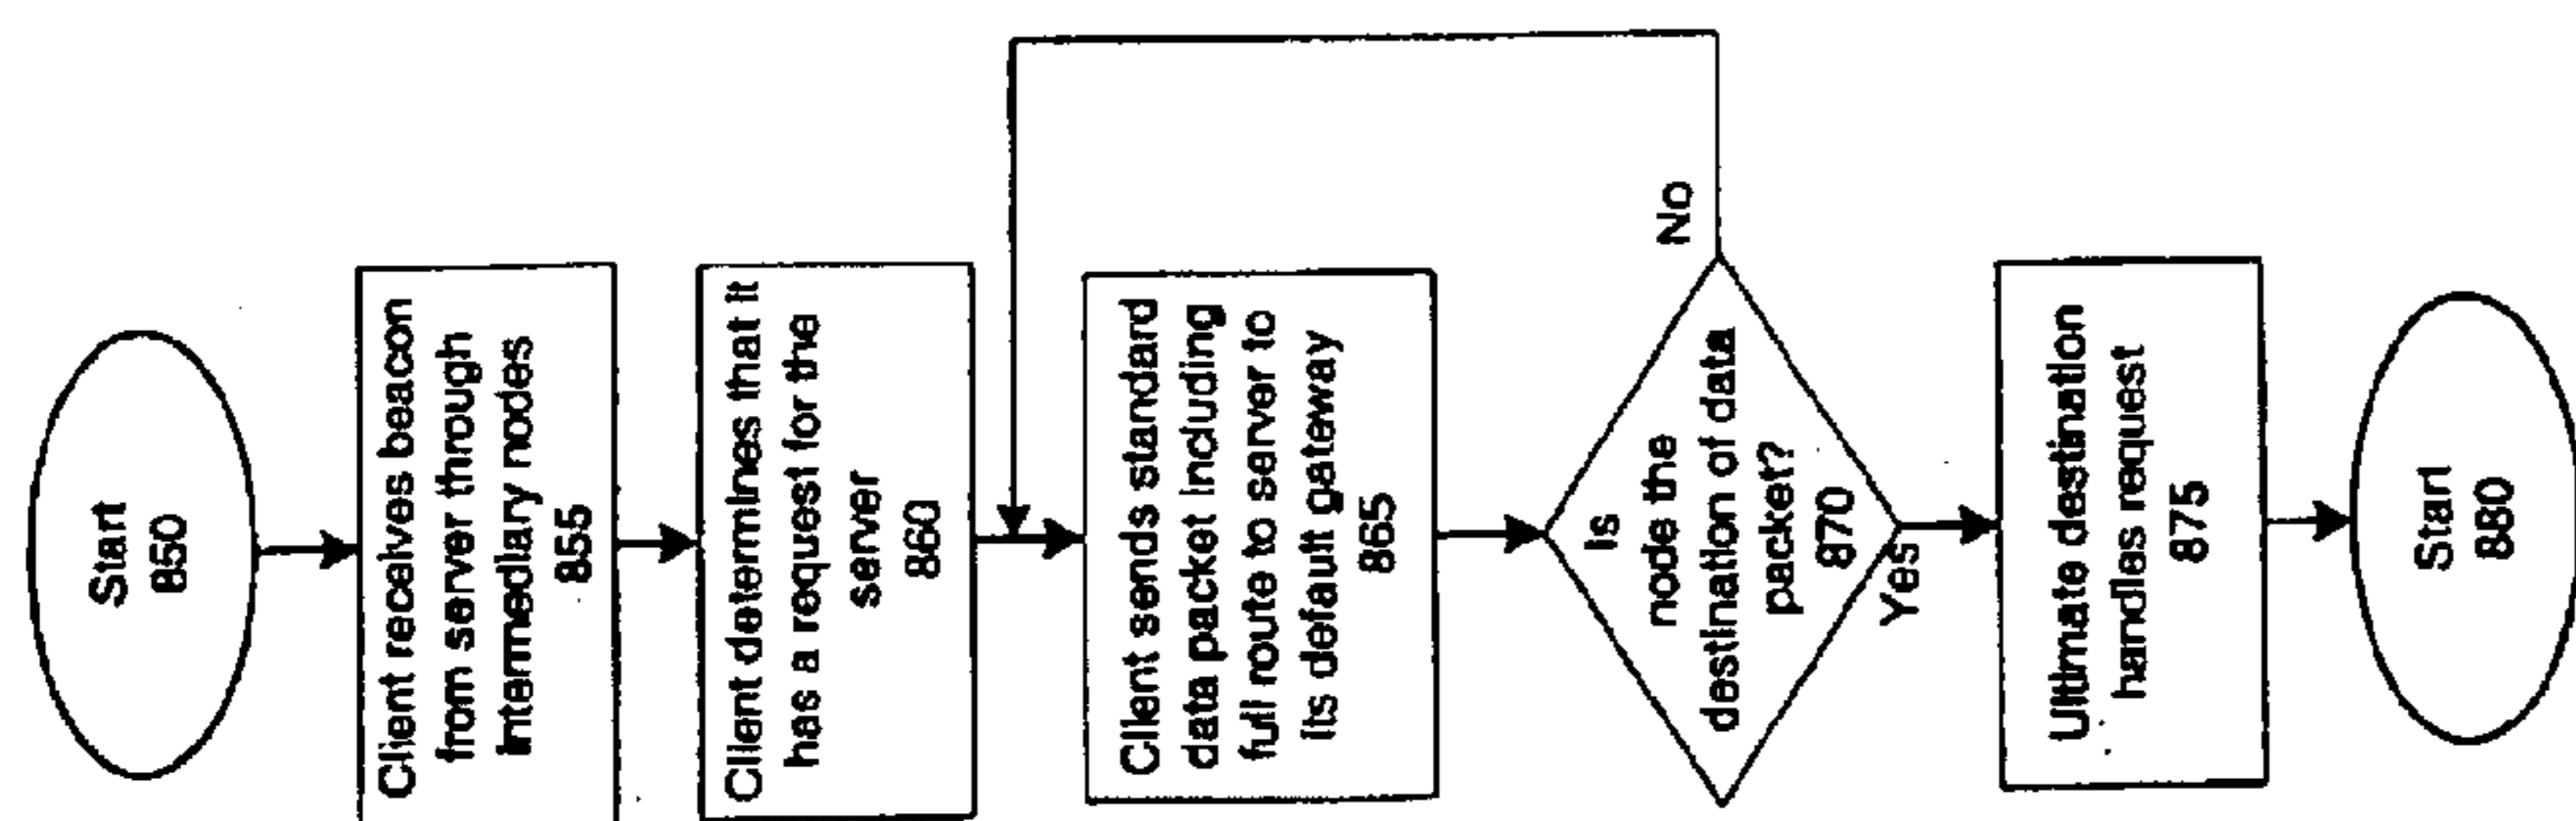 Start
850
Client receives beacon
from server through
intermediary nodes
855
Client determines that it
has a request for the
server
860
Client sends standard
data packet including
full route to server to
its default gateway
865
Is
node the
destination of data
packet?
870
No
Yes
Ultimate destination
handles request
875
Start
880